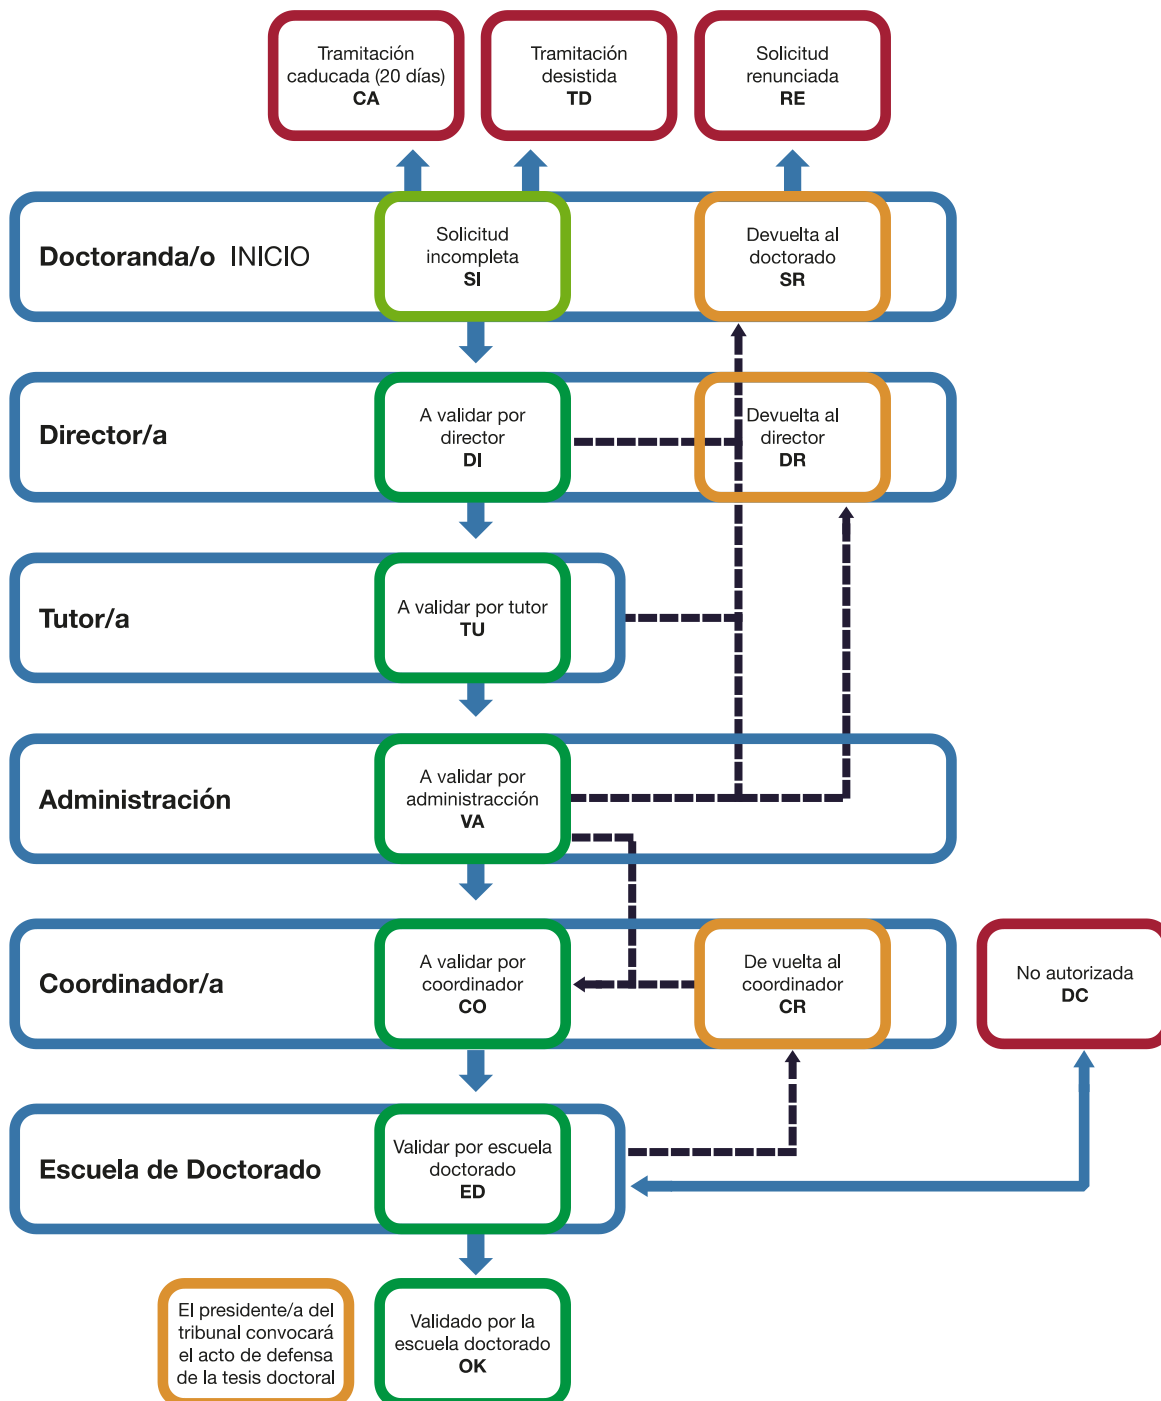 Tramitación
caducada (20 días)
CA
Tramitación
desistida
TD
Solicitud
renunciada
RE
Doctoranda/o INICIO
Solicitud
incompleta
SI
Devuelta al
doctorado
SR
Director/a
A validar por
director
DI
Devuelta al
director
DR
Tutor/a
A validar por tutor
TU
Administración
A validar por
administracción
VA
Coordinador/a
A validar por
coordinador
CO
De vuelta al
coordinador
CR
No autorizada
DC
Escuela de Doctorado
Validar por escuela
doctorado
ED
El presidente/a del
tribunal convocará
el acto de defensa
de la tesis doctoral
Validado por la
escuela doctorado
OK